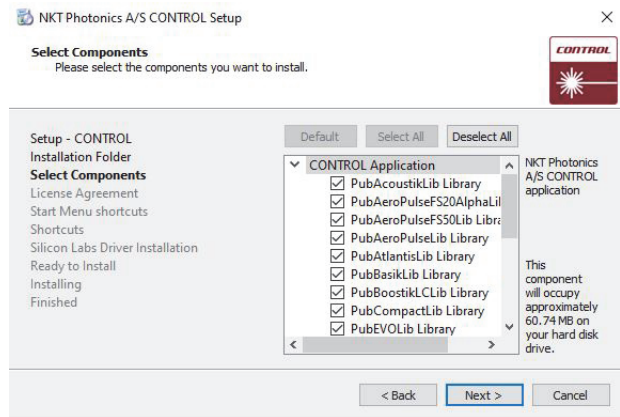 NKT Photonics A/S CONTROL Setup
Select Components
Please select the components you want to install.
CONTROL
Setup - CONTROL
Installation Folder
Select Components
License Agreement
Start Menu shortcuts
Shortcuts
Silicon Labs Driver Installation
Ready to Install
Installing
Finished
Default
Select All
Deselect All
CONTROL Application
PubAcoustikLib Library
PubAeroPulseFS20AlphaLil
PubAeroPulseFS50Lib Libra
PubAeroPulseLib Library
PubAtlantisLib Library
PubBasikLib Library
PubBoostikLCLib Library
PubCompactLib Library
PubEVOLib Library
NKT Photonics
A/S CONTROL
application
This
component
will occupy
approximately
60.74 MB on
your hard disk
drive.
< Back
Next >
Cancel